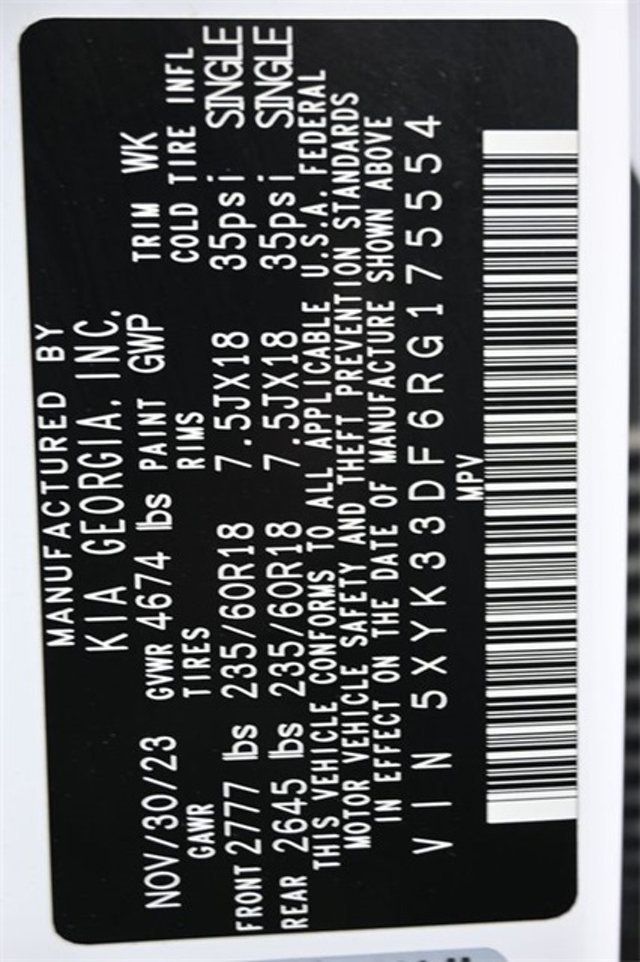 MANUFACTURED BY
KIA GEORGIA, INC.
NOV/30/23 GVWR 4674 lbs PAINT GWP TRIM WK
GAWR TIRES RIMS COLD TIRE INFL
FRONT 2777 lbs 235/60R18 7.5JX18 35psi SINGLE
REAR 2645 lbs 235/60R18 7.5JX18 35psi SINGLE
THIS VEHICLE CONFORMS TO ALL APPLICABLE U.S.A. FEDERAL
MOTOR VEHICLE SAFETY AND THEFT PREVENTION STANDARDS
IN EFFECT ON THE DATE OF MANUFACTURE SHOWN ABOVE
VIN 5XYK33DF6RG175554
MPV